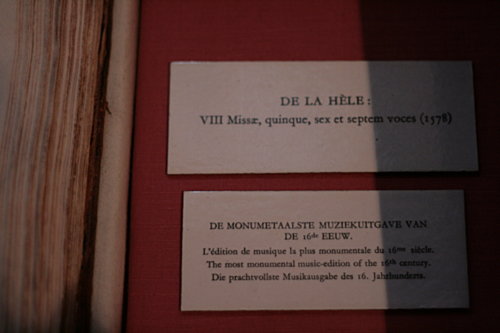 DE LA HÈLE:
VIII Missæ, quinque, sex et septem voces (1578)
DE MONUMETAALSTE MUZIEKUITGAVE VAN
DE 16de EEUW.
L'édition de musique la plus monumentale du 16me siècle.
The most monumental music-edition of the 16th century.
Die prachtvollste Musikausgabe des 16. Jahrhunderts.